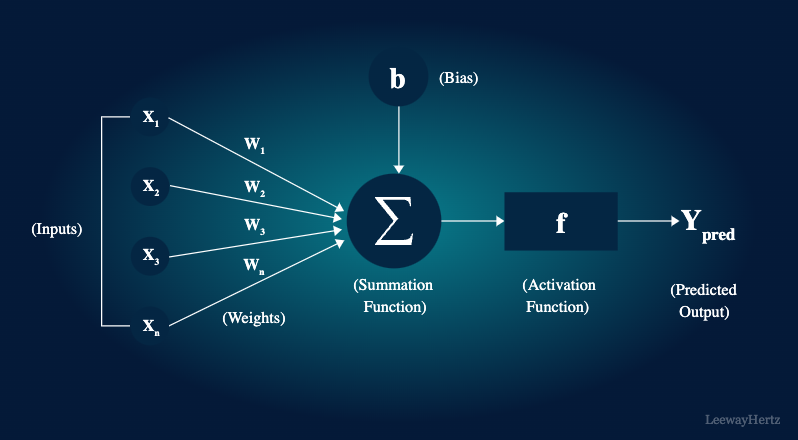 b
(Bias)
X1
W1
X2
W2
(Inputs)
X3
W3
Wn
Xn
(Weights)
∑
(Summation
Function)
f
(Activation
Function)
Ypred
(Predicted
Output)
LeewayHertz